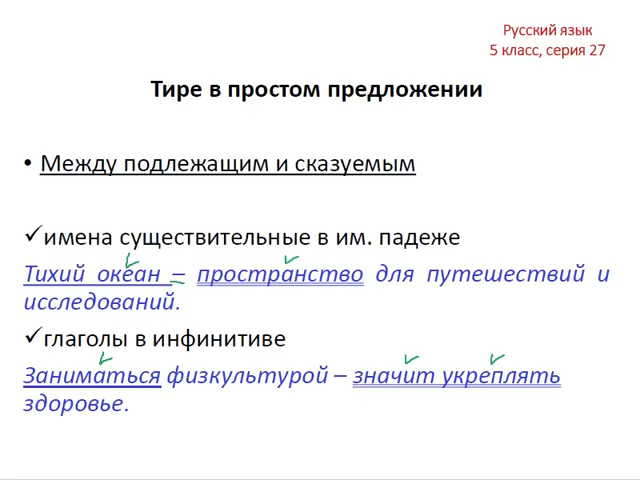 Русский язык
5 класс, серия 27
Тире в простом предложении
• Между подлежащим и сказуемым
✓имена существительные в им. падеже
Тихий океан – пространство для путешествий и
исследований.
✓глаголы в инфинитиве
Заниматься физкультурой – значит укреплять
здоровье.